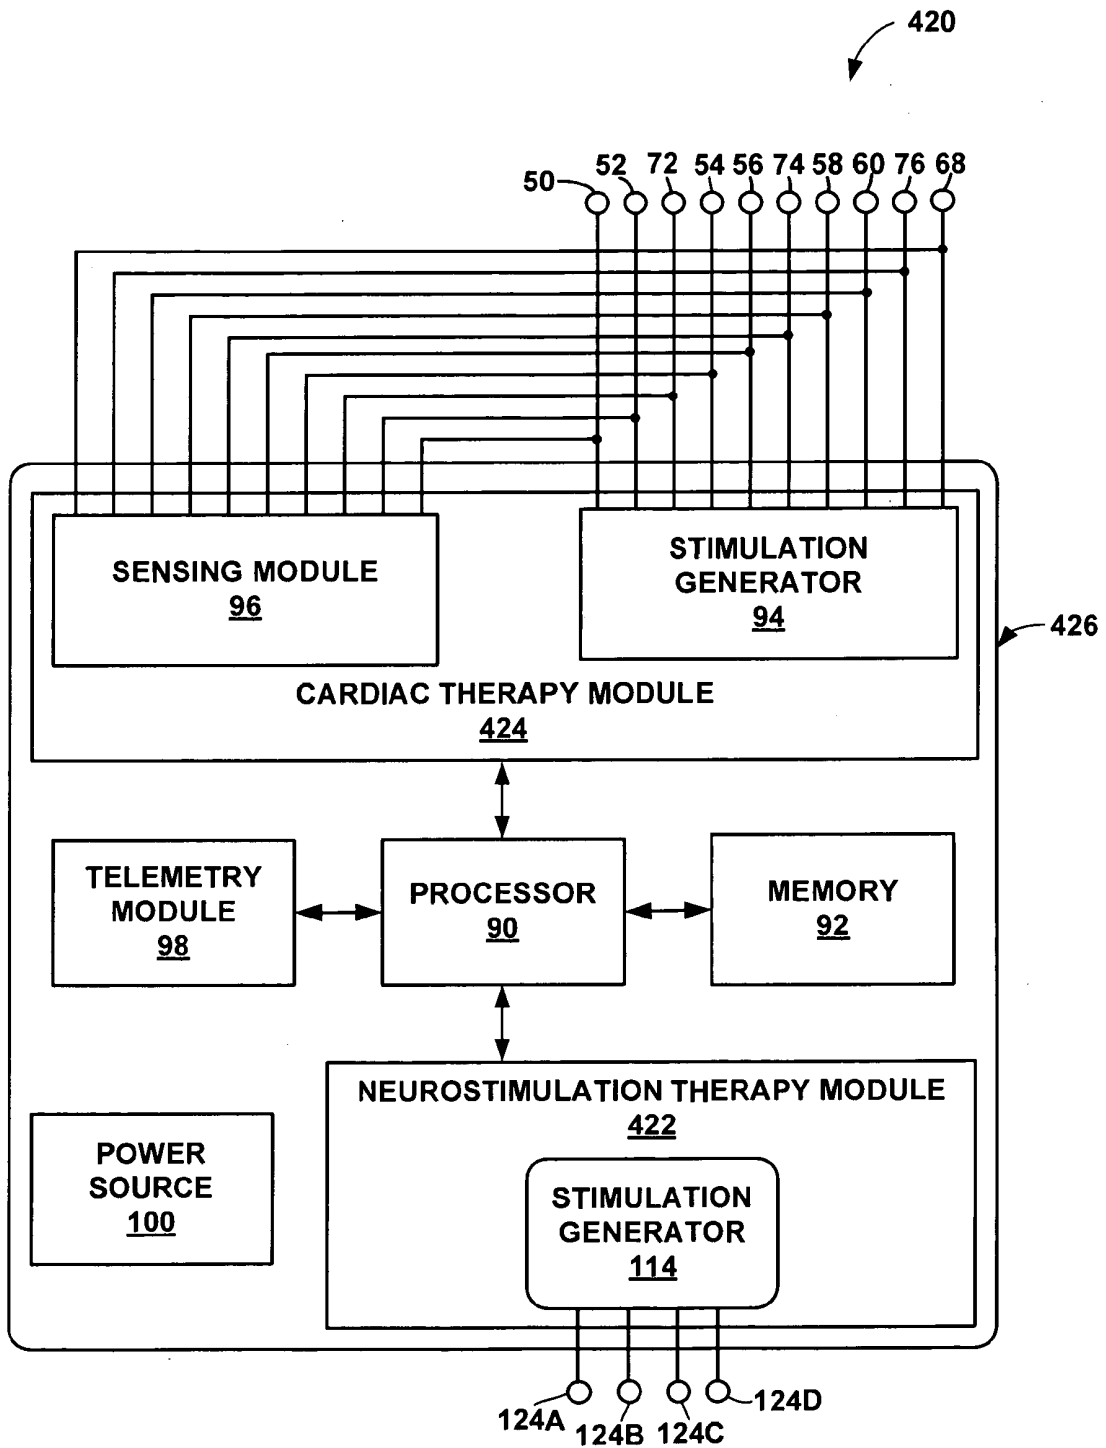 420
50 52 72 54 56 74 58 60 76 68
SENSING MODULE
96
STIMULATION
GENERATOR
94
426
CARDIAC THERAPY MODULE
424
TELEMETRY
MODULE
98
PROCESSOR
90
MEMORY
92
NEUROSTIMULATION THERAPY MODULE
422
POWER
SOURCE
100
STIMULATION
GENERATOR
114
124A 124B 124C 124D